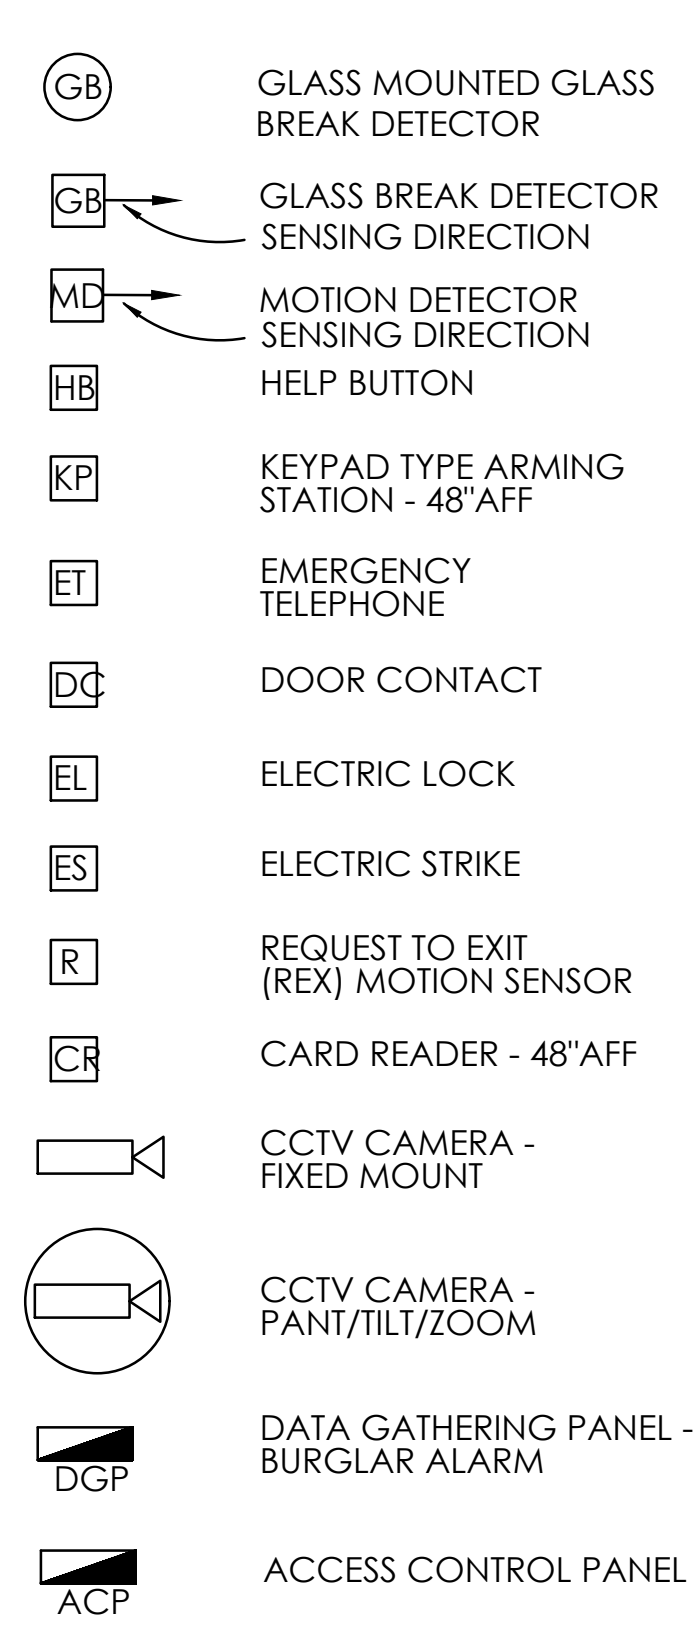 GB GLASS MOUNTED GLASS
BREAK DETECTOR
GB GLASS BREAK DETECTOR
SENSING DIRECTION
MD MOTION DETECTOR
SENSING DIRECTION
HB HELP BUTTON
KP KEYPAD TYPE ARMING
STATION - 48"AFF
ET EMERGENCY
TELEPHONE
DC DOOR CONTACT
EL ELECTRIC LOCK
ES ELECTRIC STRIKE
R REQUEST TO EXIT
(REX) MOTION SENSOR
CR CARD READER - 48"AFF
CCTV CAMERA -
FIXED MOUNT
CCTV CAMERA -
PANT/TILT/ZOOM
DATA GATHERING PANEL -
BURGLAR ALARM
DGP
ACCESS CONTROL PANEL
ACP